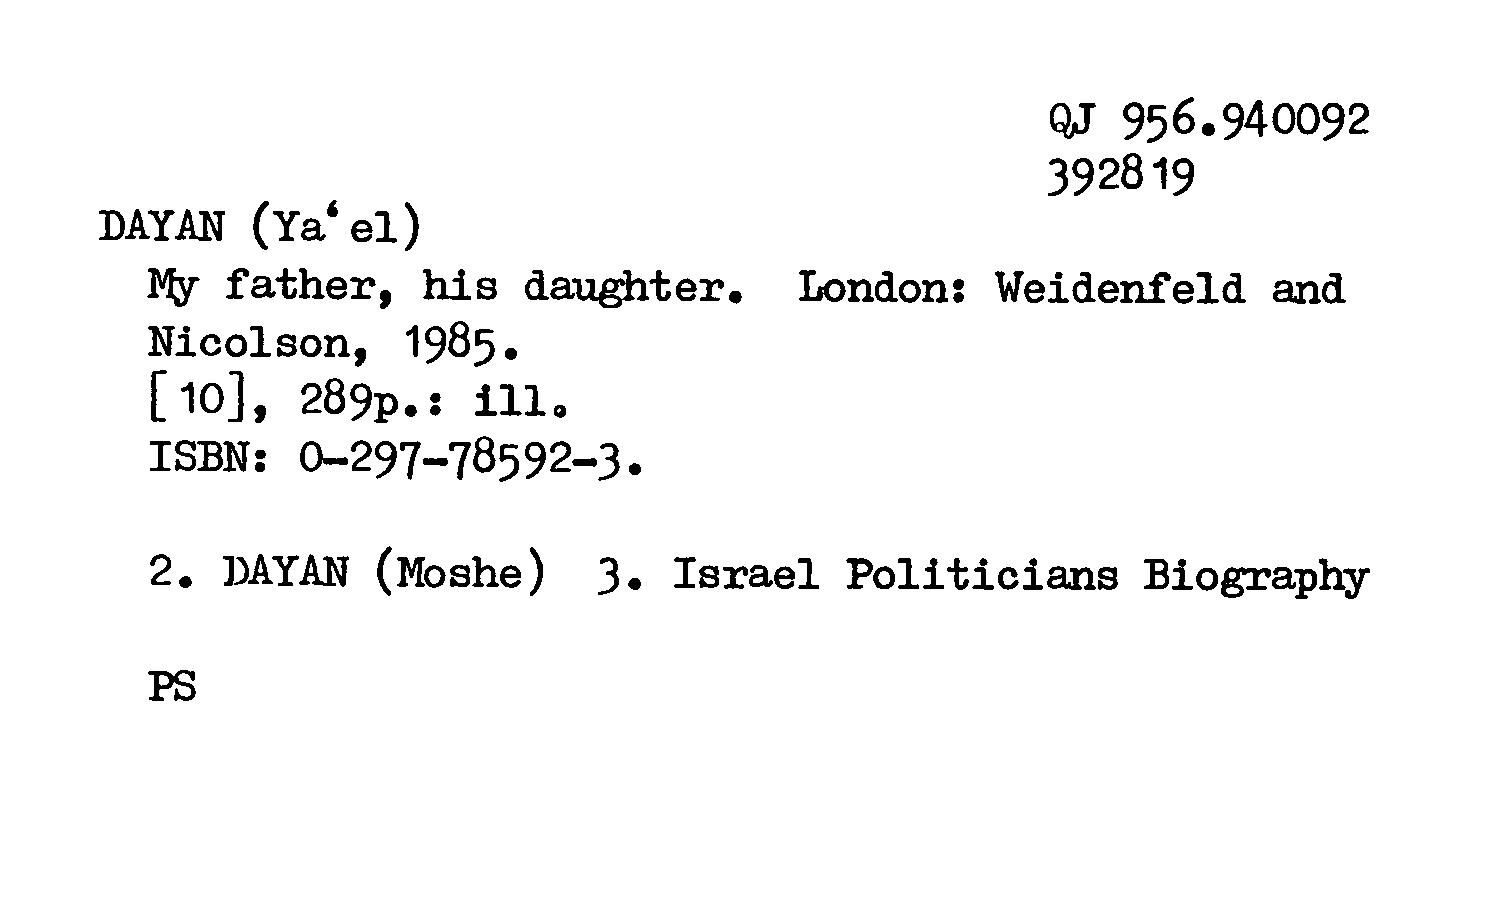 QJ 956.940092
392819
DAYAN (Ya‘el)
My father, his daughter. London: Weidenfeld and
Nicolson, 1985.
[10], 289p.: ill.
ISBN: 0-297-78592-3.
2. DAYAN (Moshe) 3. Israel Politicians Biography
PS